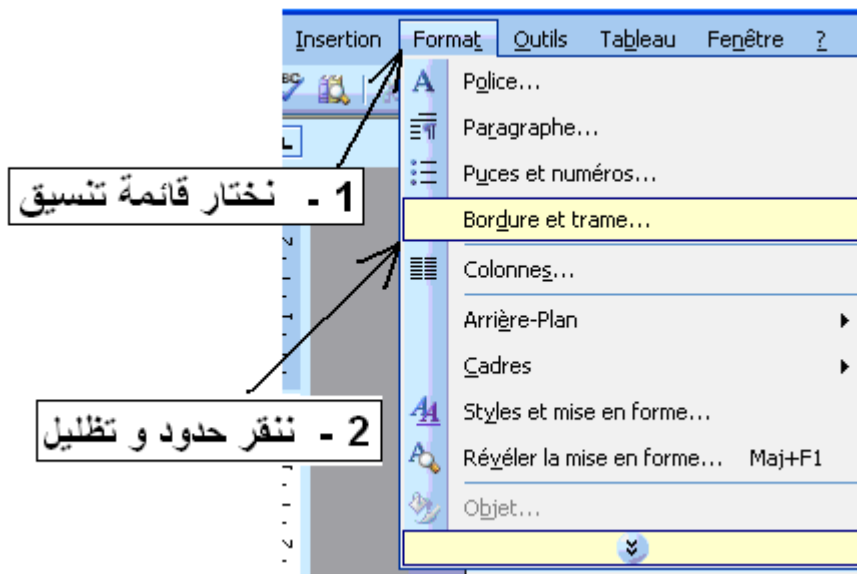 Insertion Format Outils Tableau Fenêtre ?
ABC
Police...
Paragraphe...
Puces et numéros...
1 - نختار قائمة تنسيق
Bordure et trame...
Colonnes...
Arrière-Plan
Cadres
Styles et mise en forme...
2 - ننقر حدود و تظليل
Révéler la mise en forme... Maj+F1
Objet...